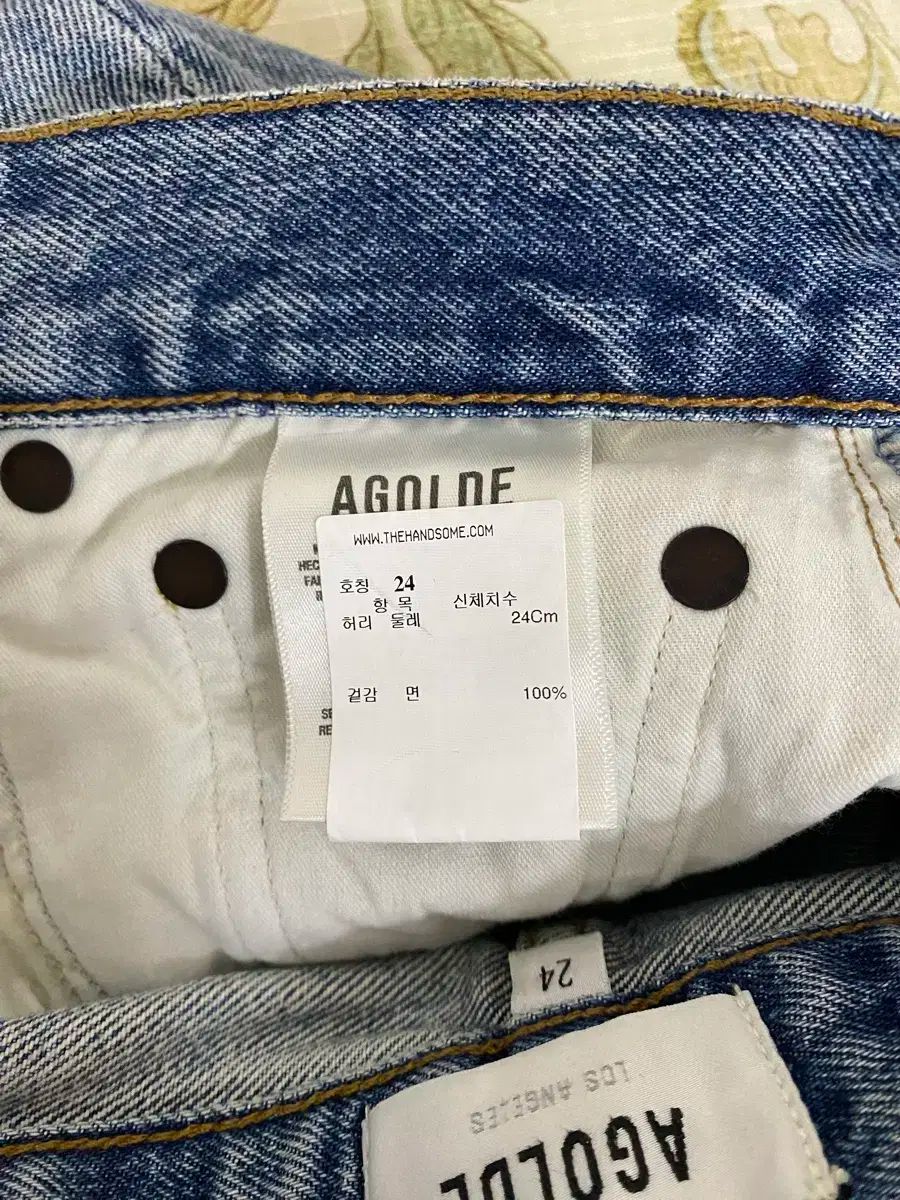 AGOLDE
WWW.THEHANDSOME.COM
호칭 24
항 목 신체치수
허리 둘레 24Cm
겉감 면 100%
24
LOS ANGELES
AGOLDE